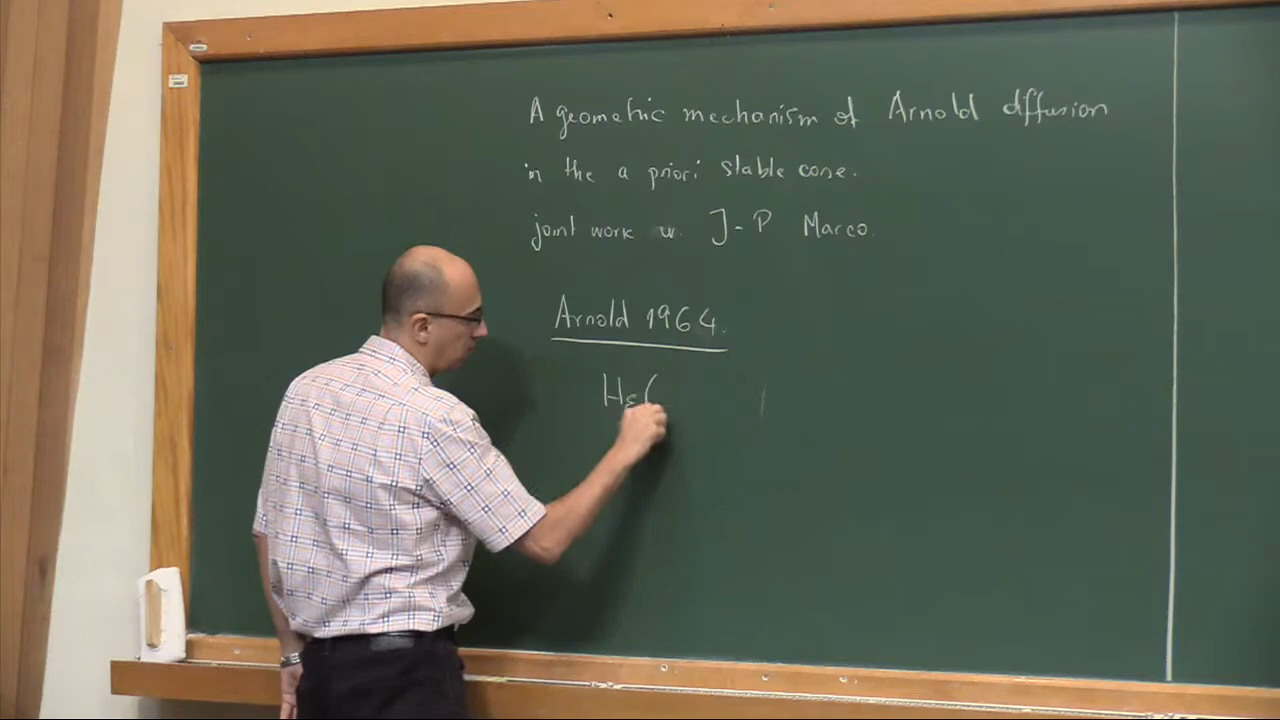 A geometric mechanism of Arnold diffusion
in the a priori stable case.
joint work w. J-P Marco.
Arnold 1964.
Hε(